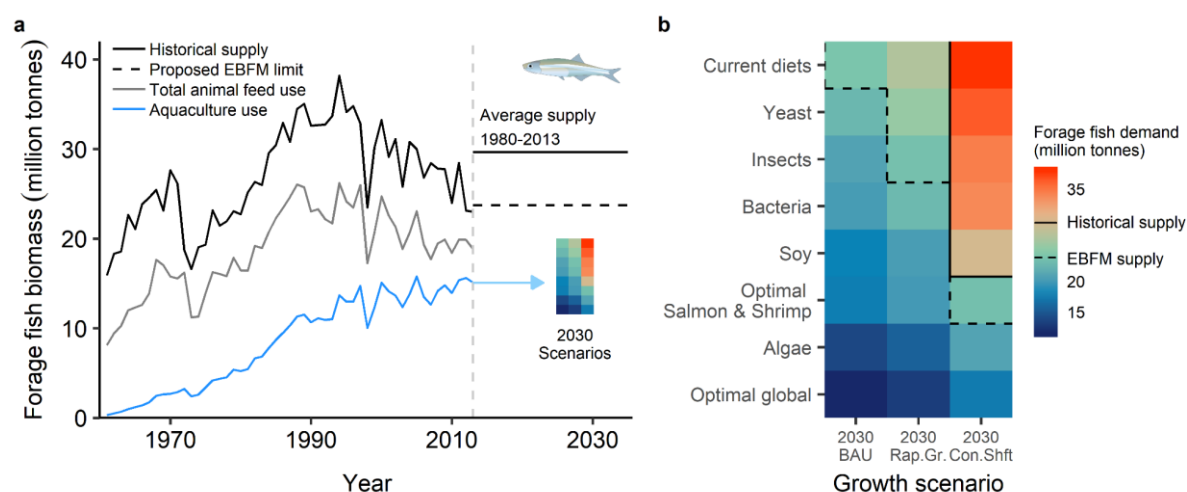 a
Forage fish biomass (million tonnes)
40
30
20
10
0
Historical supply
Proposed EBFM limit
Total animal feed use
Aquaculture use
Average supply
1980-2013
2030
Scenarios
1970
1990
2010
2030
Year
b
Current diets
Yeast
Insects
Bacteria
Soy
Optimal
Salmon & Shrimp
Algae
Optimal global
2030
BAU
2030
Rap.Gr.
2030
Con.Shft
Growth scenario
Forage fish demand
(million tonnes)
35
Historical supply
EBFM supply
20
15